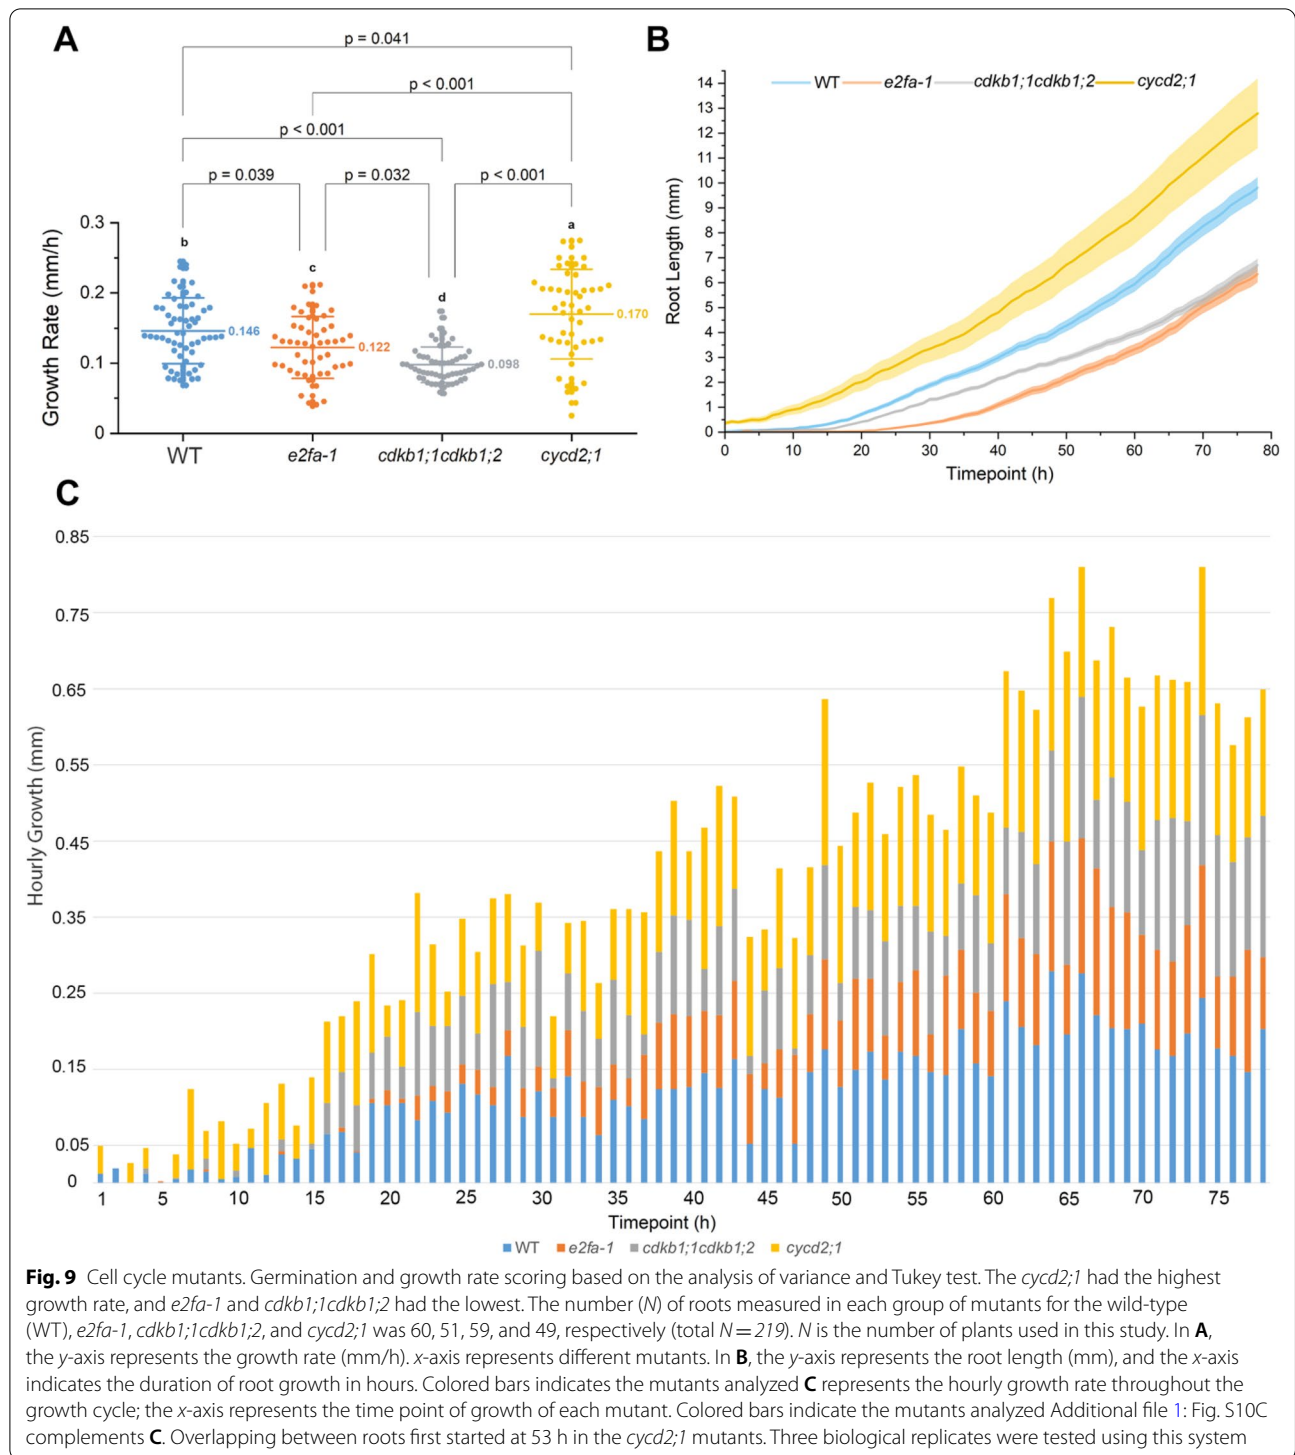 A
p = 0.041
p < 0.001
p < 0.001
p = 0.039 p = 0.032 p < 0.001
Growth Rate (mm/h)
0.3
0.2
0.1
0
b
c
d
a
0.146
0.122
0.098
0.170
WT e2fa-1 cdkb1;1cdkb1;2 cycd2;1
B
WT e2fa-1 cdkb1;1cdkb1;2 cycd2;1
Root Length (mm)
14
13
12
11
10
9
8
7
6
5
4
3
2
1
0
0 10 20 30 40 50 60 70 80
Timepoint (h)
C
Hourly Growth (mm)
0.85
0.75
0.65
0.55
0.45
0.35
0.25
0.15
0.05
0
1 5 10 15 20 25 30 35 40 45 50 55 60 65 70 75
Timepoint (h)
WT e2fa-1 cdkb1;1cdkb1;2 cycd2;1
Fig. 9 Cell cycle mutants. Germination and growth rate scoring based on the analysis of variance and Tukey test. The cycd2;1 had the highest
growth rate, and e2fa-1 and cdkb1;1cdkb1;2 had the lowest. The number (N) of roots measured in each group of mutants for the wild-type
(WT), e2fa-1, cdkb1;1cdkb1;2, and cycd2;1 was 60, 51, 59, and 49, respectively (total N = 219). N is the number of plants used in this study. In A,
the y-axis represents the growth rate (mm/h). x-axis represents different mutants. In B, the y-axis represents the root length (mm), and the x-axis
indicates the duration of root growth in hours. Colored bars indicates the mutants analyzed C represents the hourly growth rate throughout the
growth cycle; the x-axis represents the time point of growth of each mutant. Colored bars indicate the mutants analyzed Additional file 1: Fig. S10C
complements C. Overlapping between roots first started at 53 h in the cycd2;1 mutants. Three biological replicates were tested using this system